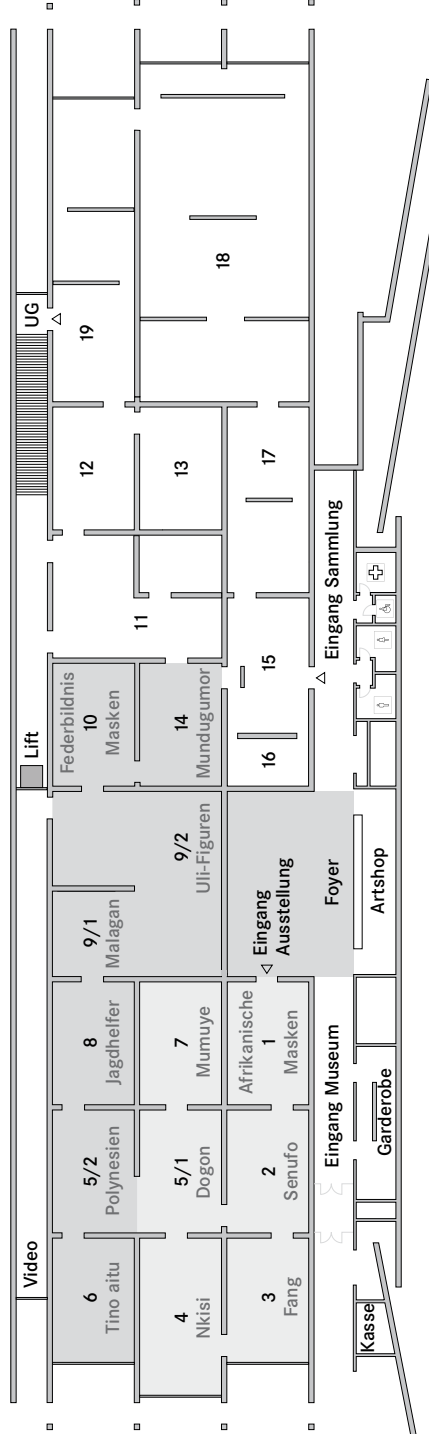 UG
19
18
12
13
17
11
15
16
Eingang Sammlung
Lift
Federbildnis
10
Masken
14
Mundugumor
9/2
Uli-Figuren
9/1
Malagan
Eingang
Ausstellung
Foyer
Artshop
8
Jagdhelfer
7
Mumuye
Afrikanische
1
Masken
Eingang Museum
Garderobe
5/2
Polynesien
5/1
Dogon
2
Senufo
Video
6
Tino aitu
4
Nkisi
3
Fang
Kasse